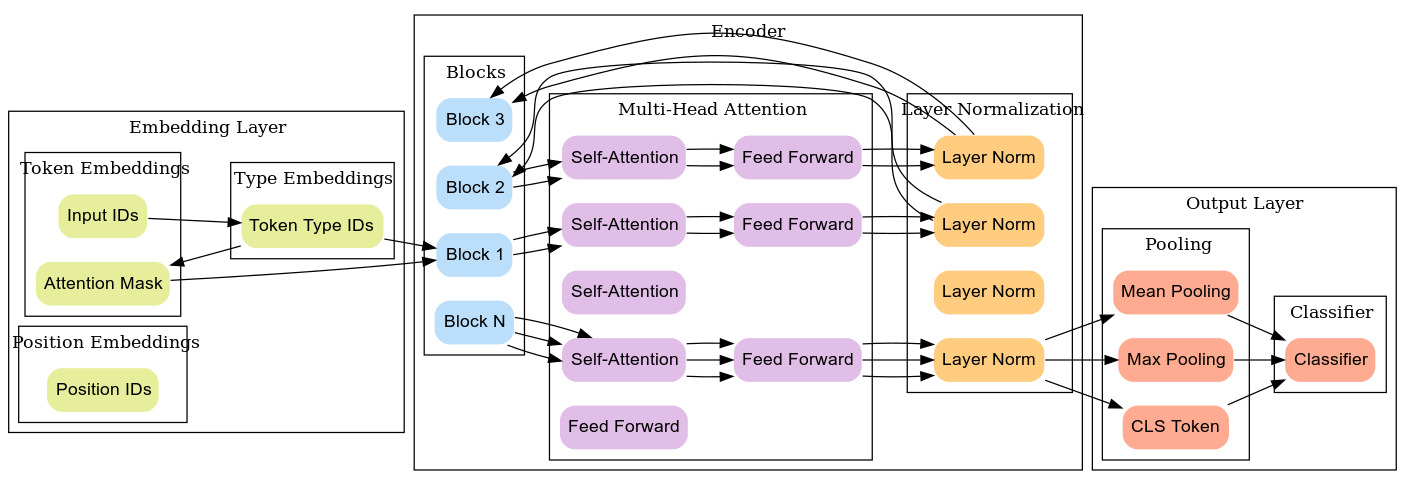 Embedding Layer
Token Embeddings
Input IDs
Attention Mask
Type Embeddings
Token Type IDs
Position Embeddings
Position IDs
Encoder
Blocks
Block 3
Block 2
Block 1
Block N
Multi-Head Attention
Self-Attention
Feed Forward
Self-Attention
Feed Forward
Self-Attention
Self-Attention
Feed Forward
Feed Forward
Layer Normalization
Layer Norm
Layer Norm
Layer Norm
Layer Norm
Output Layer
Pooling
Mean Pooling
Max Pooling
CLS Token
Classifier
Classifier